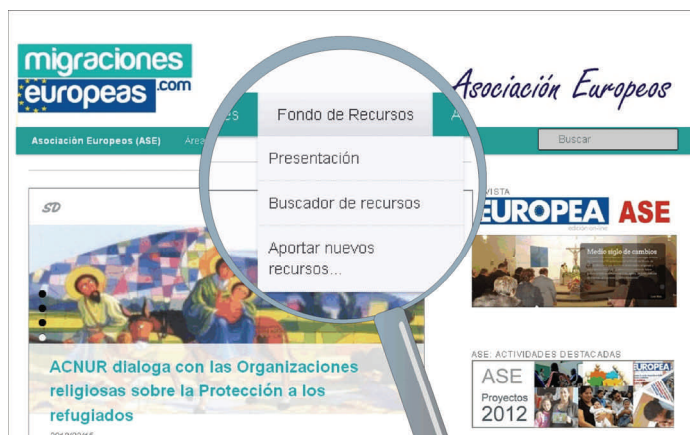 migraciones
europeas .com
Asociación Europeos
Fondo de Recursos
Asociación Europeos (ASE)
Buscar
Presentación
Buscador de recursos
Aportar nuevos
recursos...
SD
EUROPEA ASE
Medio siglo de cambios
ACNUR dialoga con las Organizaciones
religiosas sobre la Protección a los
refugiados
ASE: ACTIVIDADES DESTACADAS
ASE
Proyectos
2012